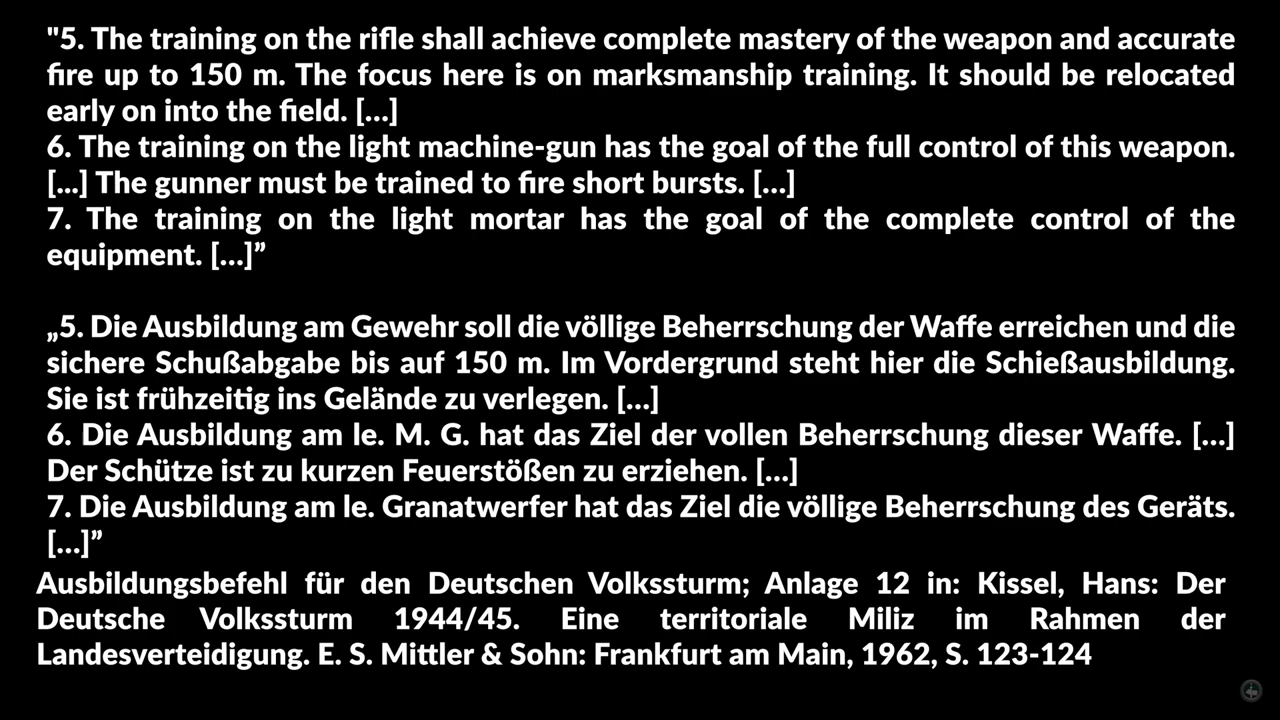 "5. The training on the rifle shall achieve complete mastery of the weapon and accurate
fire up to 150 m. The focus here is on marksmanship training. It should be relocated
early on into the field. [...]
6. The training on the light machine-gun has the goal of the full control of this weapon.
[...] The gunner must be trained to fire short bursts. [...]
7. The training on the light mortar has the goal of the complete control of the
equipment. [...]”
„5. Die Ausbildung am Gewehr soll die völlige Beherrschung der Waffe erreichen und die
sichere Schußabgabe bis auf 150 m. Im Vordergrund steht hier die Schießausbildung.
Sie ist frühzeitig ins Gelände zu verlegen. [...]
6. Die Ausbildung am le. M. G. hat das Ziel der vollen Beherrschung dieser Waffe. [...]
Der Schütze ist zu kurzen Feuerstößen zu erziehen. [...]
7. Die Ausbildung am le. Granatwerfer hat das Ziel die völlige Beherrschung des Geräts.
[...]”
Ausbildungsbefehl für den Deutschen Volkssturm; Anlage 12 in: Kissel, Hans: Der
Deutsche Volkssturm 1944/45. Eine territoriale Miliz im Rahmen der
Landesverteidigung. E. S. Mittler & Sohn: Frankfurt am Main, 1962, S. 123-124